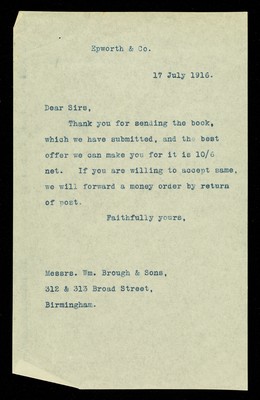 Epworth & Co.
17 July 1916.
Dear Sirs,
Thank you for sending the book,
which we have submitted, and the best
offer we can make you for it is 10/6
net. If you are willing to accept same,
we will forward a money order by return
of post.
Faithfully yours,
Messrs. Wm. Brough & Sons,
312 & 313 Broad Street,
Birmingham.